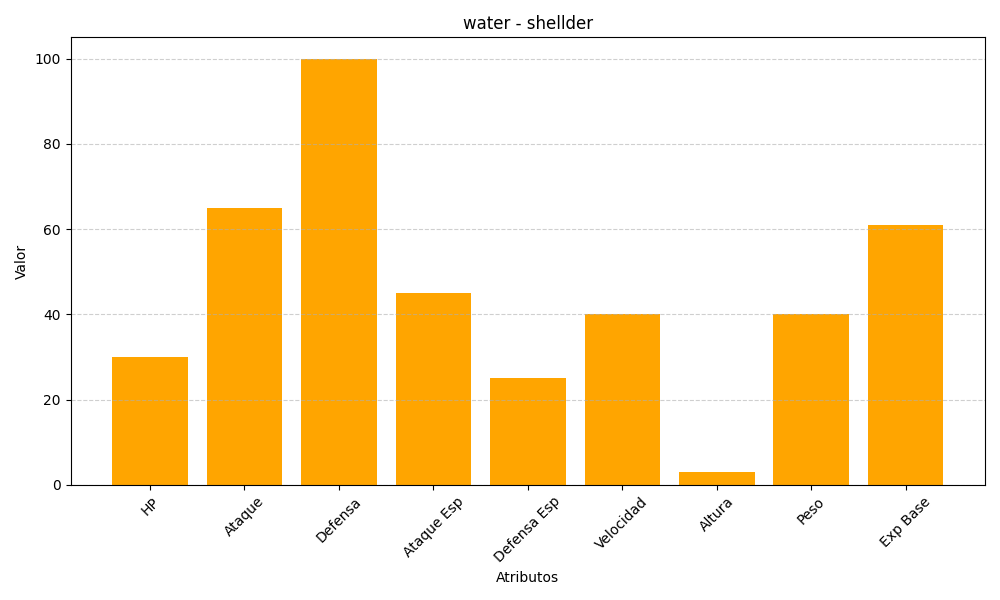 water - shellder
Valor
100
80
60
40
20
0
HP
Ataque
Defensa
Ataque Esp
Defensa Esp
Velocidad
Altura
Peso
Exp Base
Atributos